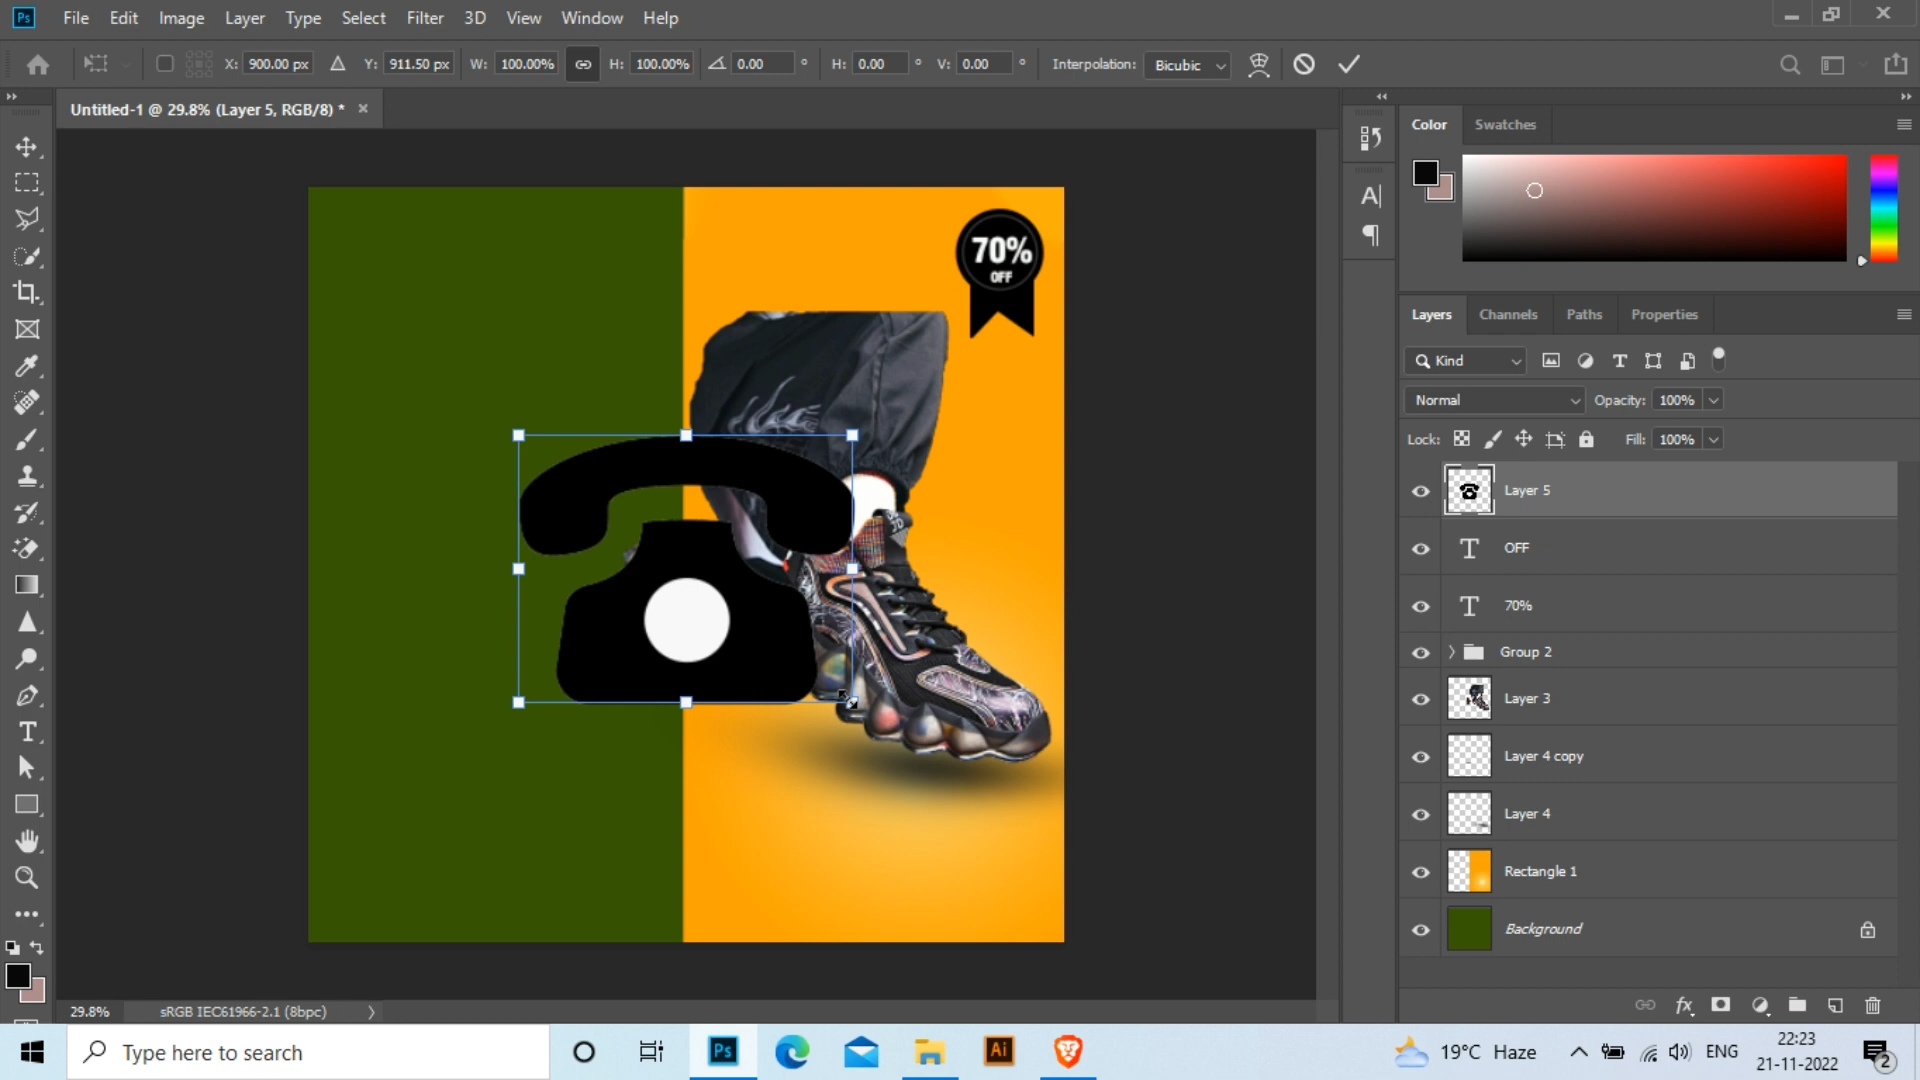 Ps File Edit Image Layer Type Select Filter 3D View Window Help
X: 900.00 px Y: 911.50 px W: 100.00% H: 100.00% 0.00 ° H: 0.00 ° V: 0.00 ° Interpolation: Bicubic
Untitled-1 @ 29.8% (Layer 5, RGB/8) *
Color Swatches
70%
OFF
Layers Channels Paths Properties
Kind
Normal Opacity: 100%
Lock: Fill: 100%
Layer 5
OFF
70%
Group 2
Layer 3
Layer 4 copy
Layer 4
Rectangle 1
Background
29.8% sRGB IEC61966-2.1 (8bpc)
Type here to search
Ps
Ai
19°C Haze
ENG
22:23
21-11-2022
2